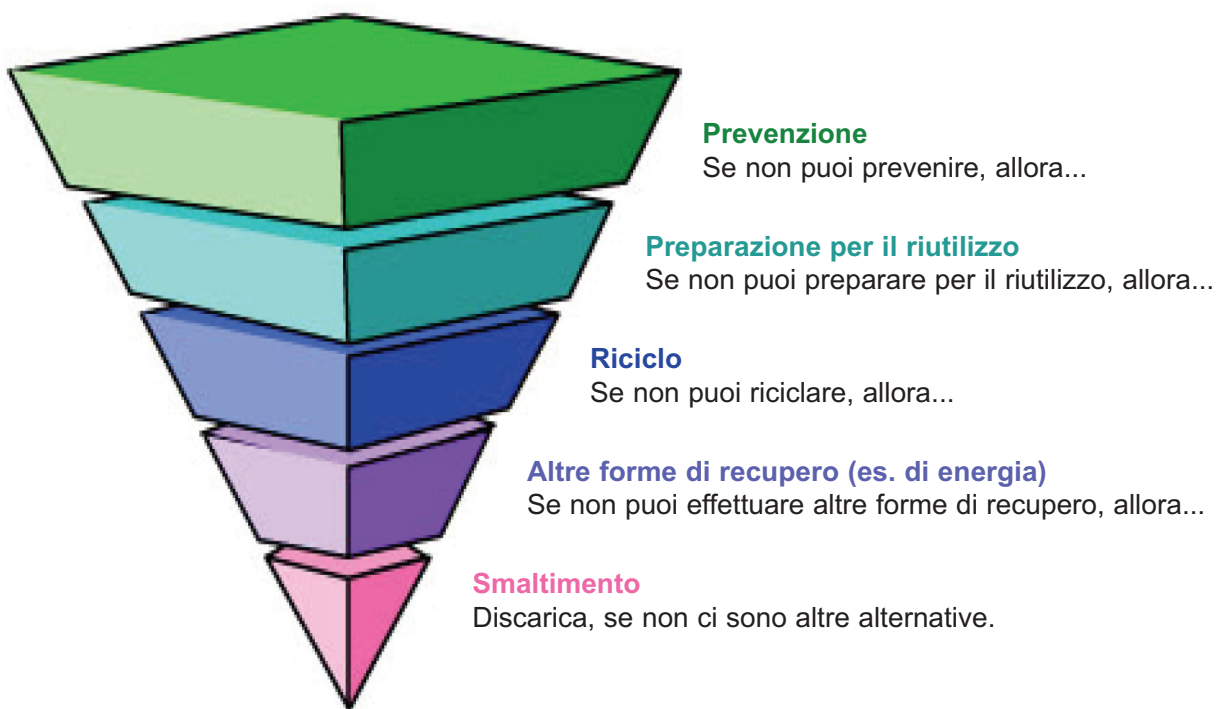 Prevenzione
Se non puoi prevenire, allora...
Preparazione per il riutilizzo
Se non puoi preparare per il riutilizzo, allora...
Riciclo
Se non puoi riciclare, allora...
Altre forme di recupero (es. di energia)
Se non puoi effettuare altre forme di recupero, allora...
Smaltimento
Discarica, se non ci sono altre alternative.